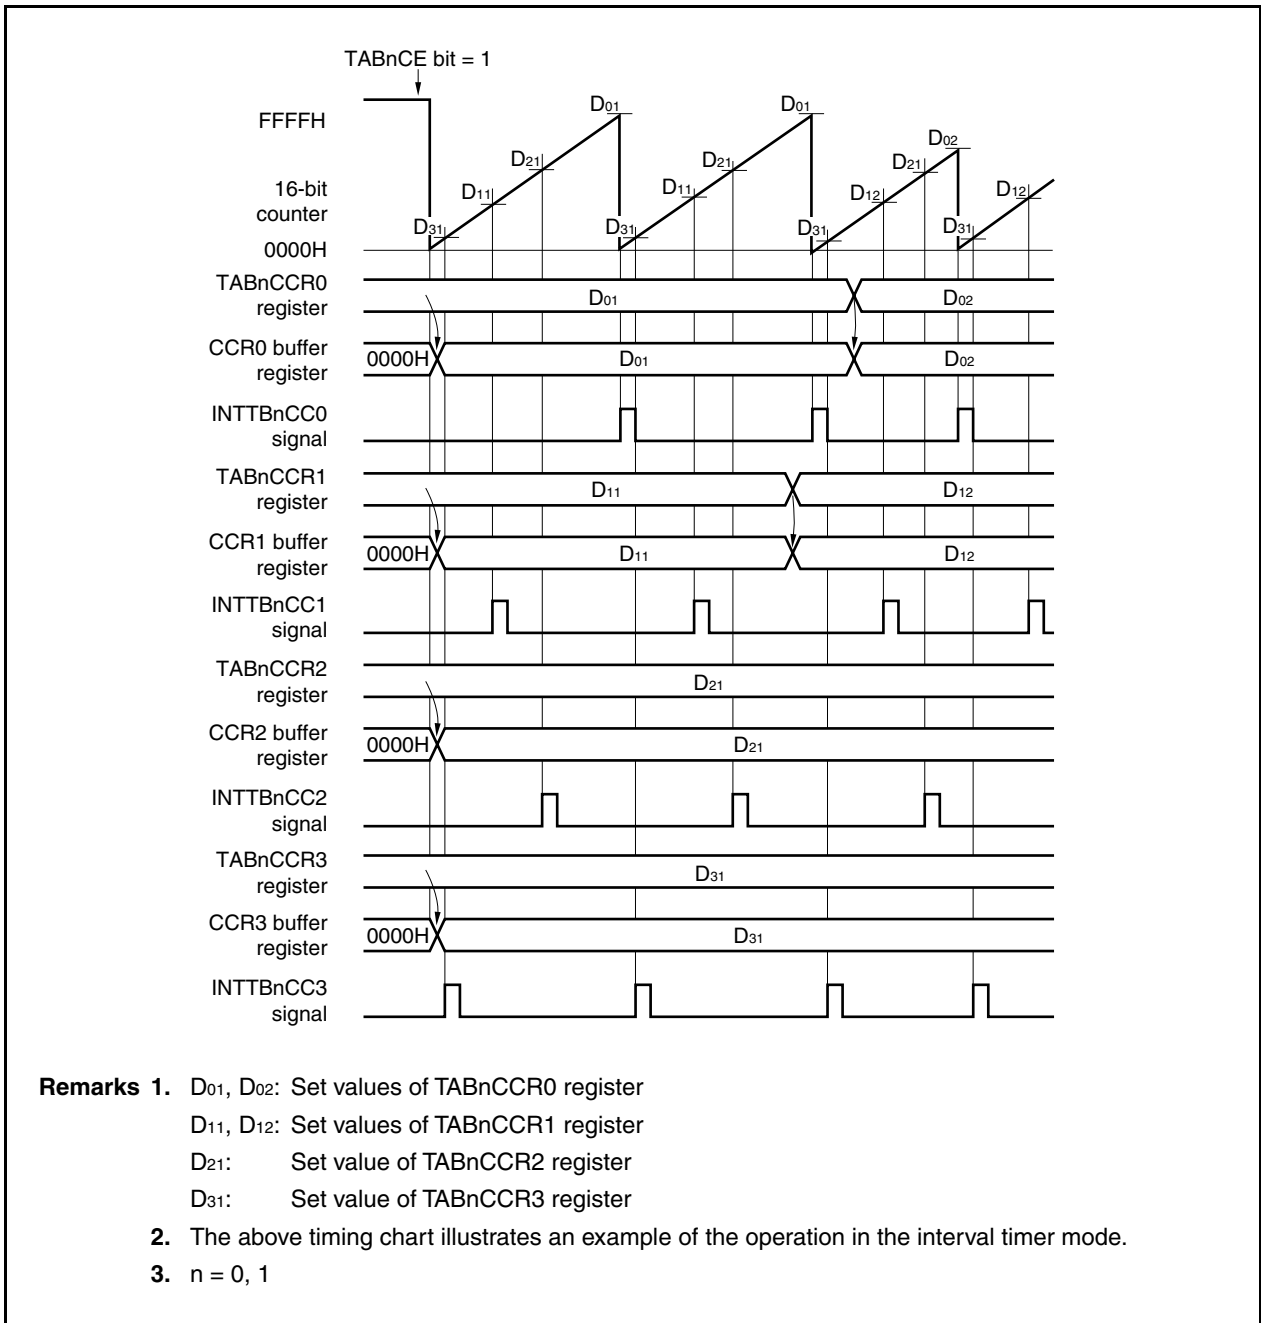 TABnCE bit = 1
FFFFH
D01 D01
D02
D21 D21 D21
16-bit
counter
D11 D11 D12 D12
D31 D31 D31 D31
0000H
TABnCCR0
register
D01 D02
CCR0 buffer
register
0000H D01 D02
INTTBnCC0
signal
TABnCCR1
register
D11 D12
CCR1 buffer
register
0000H D11 D12
INTTBnCC1
signal
TABnCCR2
register
D21
CCR2 buffer
register
0000H D21
INTTBnCC2
signal
TABnCCR3
register
D31
CCR3 buffer
register
0000H D31
INTTBnCC3
signal
Remarks 1. D01, D02: Set values of TABnCCR0 register
D11, D12: Set values of TABnCCR1 register
D21: Set value of TABnCCR2 register
D31: Set value of TABnCCR3 register
2. The above timing chart illustrates an example of the operation in the interval timer mode.
3. n = 0, 1